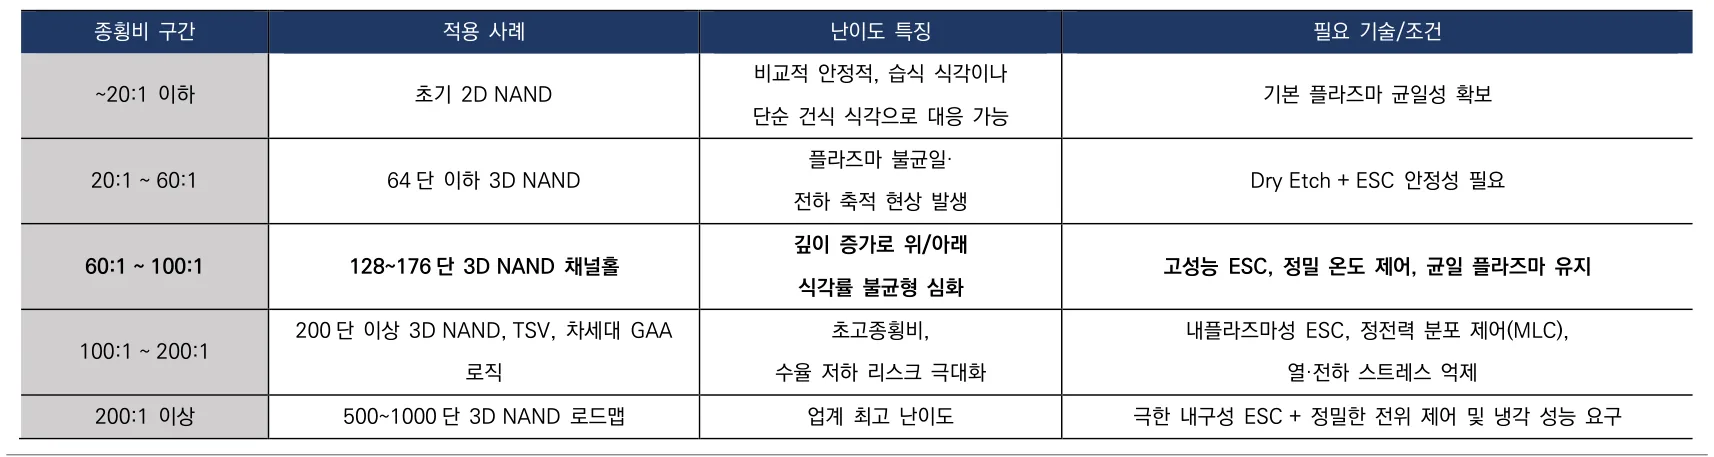 종횡비 구간 적용 사례 난이도 특징 필요 기술/조건
~20:1 이하 초기 2D NAND 비교적 안정적, 습식 식각이나
단순 건식 식각으로 대응 가능 기본 플라즈마 균일성 확보
20:1 ~ 60:1 64단 이하 3D NAND 플라즈마 불균일·
전하 축적 현상 발생 Dry Etch + ESC 안정성 필요
60:1 ~ 100:1 128~176단 3D NAND 채널홀 깊이 증가로 위/아래
식각률 불균형 심화 고성능 ESC, 정밀 온도 제어, 균일 플라즈마 유지
100:1 ~ 200:1 200단 이상 3D NAND, TSV, 차세대 GAA
로직 초고종횡비,
수율 저하 리스크 극대화 내플라즈마성 ESC, 정전력 분포 제어(MLC),
열·전하 스트레스 억제
200:1 이상 500~1000단 3D NAND 로드맵 업계 최고 난이도 극한 내구성 ESC + 정밀한 전위 제어 및 냉각 성능 요구